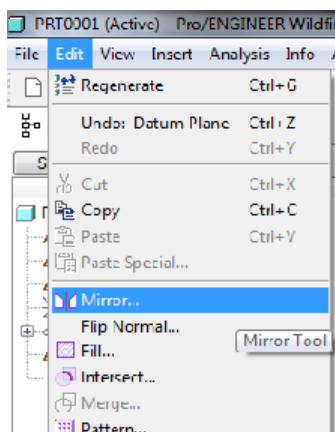 PRT0001 (Active) Pro/ENGINEER Wildfi
File Edit View Insert Analysis Info
Regenerate Ctrl+G
Undo: Datum Plane Ctrl+Z
Redo Ctrl+Y
Cut Ctrl+X
Copy Ctrl+C
Paste Ctrl+V
Paste Special...
Mirror...
Flip Normal...
Mirror Tool
Fill...
Intersect...
Merge...
Pattern...